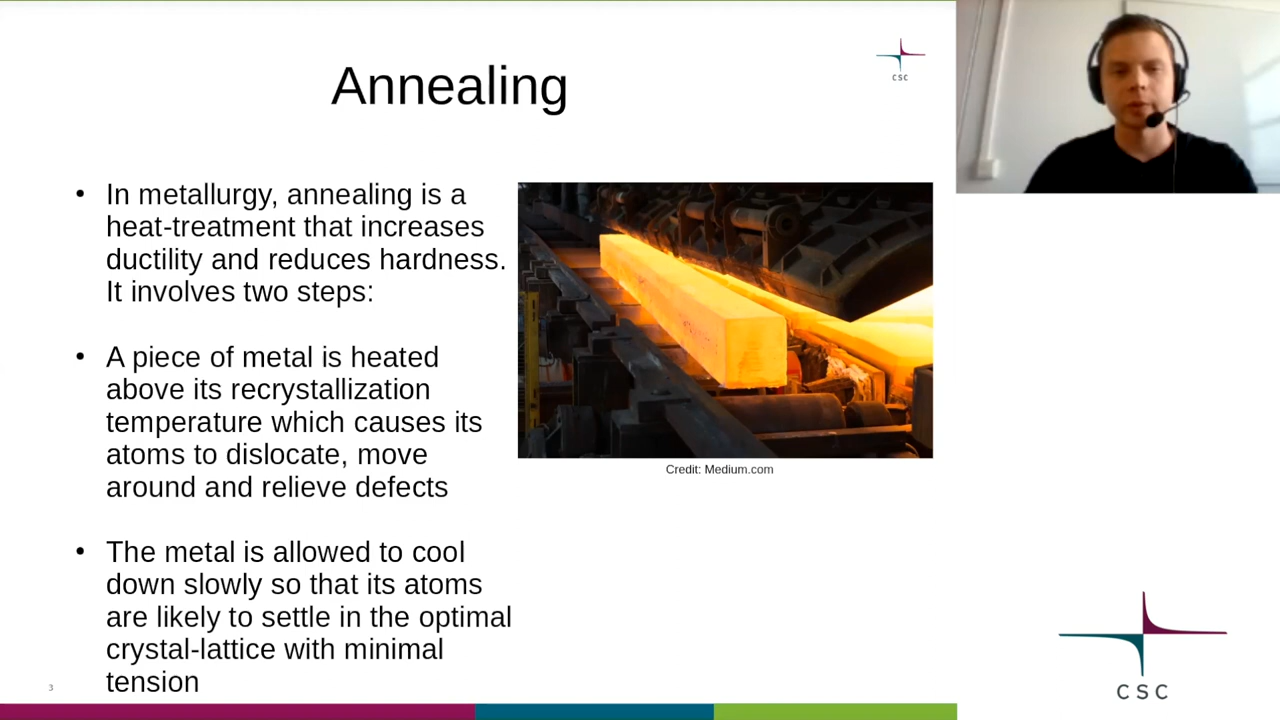 Annealing
CSC
In metallurgy, annealing is a
heat-treatment that increases
ductility and reduces hardness.
It involves two steps:
A piece of metal is heated
above its recrystallization
temperature which causes its
atoms to dislocate, move
around and relieve defects
The metal is allowed to cool
down slowly so that its atoms
are likely to settle in the optimal
crystal-lattice with minimal
tension
Credit: Medium.com
3
CSC